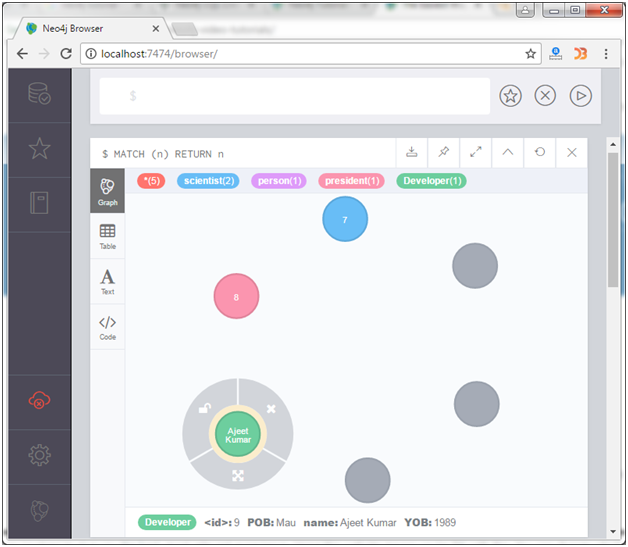 Neo4j Browser
localhost:7474/browser/
$
$ MATCH (n) RETURN n
*(5) scientist(2) person(1) president(1) Developer(1)
Graph
Table
A
Text
</>
Code
7
8
Ajeet
Kumar
Developer <id>: 9 POB: Mau name: Ajeet Kumar YOB: 1989